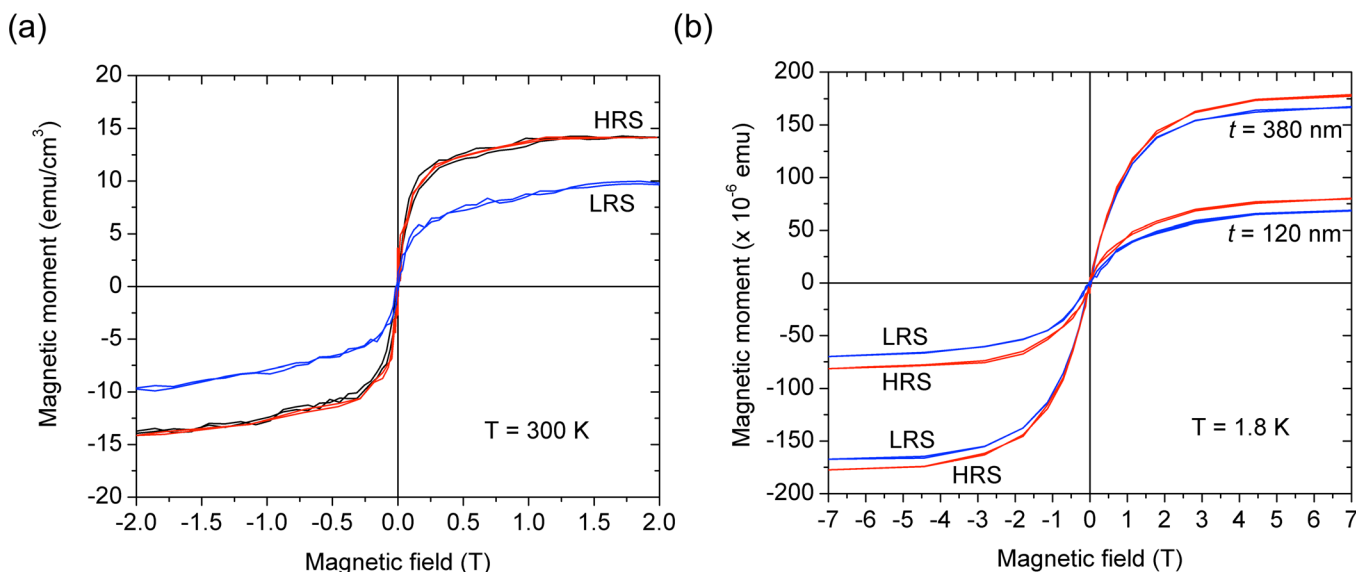 (a)
20
15
10
5
0
-5
-10
-15
-20
Magnetic moment (emu/cm³)
HRS
LRS
T = 300 K
-2.0 -1.5 -1.0 -0.5 0.0 0.5 1.0 1.5 2.0
Magnetic field (T)
(b)
200
150
100
50
0
-50
-100
-150
-200
Magnetic moment (x 10⁻⁶ emu)
t = 380 nm
t = 120 nm
LRS
HRS
LRS
HRS
T = 1.8 K
-7 -6 -5 -4 -3 -2 -1 0 1 2 3 4 5 6 7
Magnetic field (T)